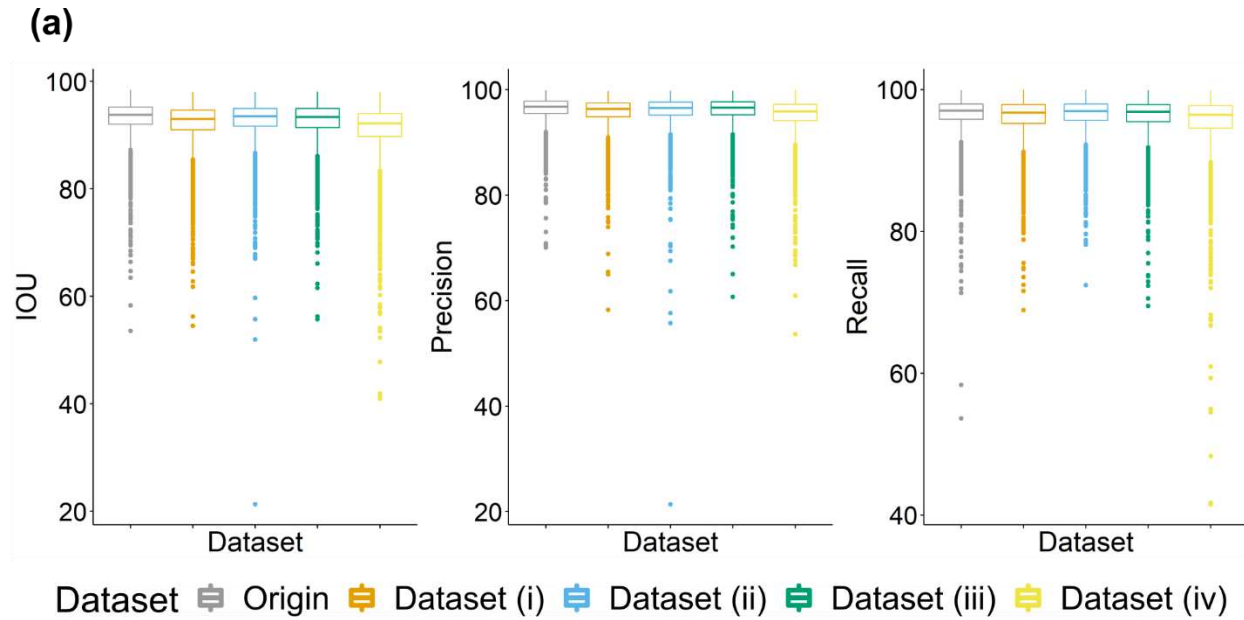 (a)
IOU
100
80
60
40
20
Dataset
Precision
100
80
60
40
20
Dataset
Recall
100
80
60
40
Dataset
Dataset Origin Dataset (i) Dataset (ii) Dataset (iii) Dataset (iv)